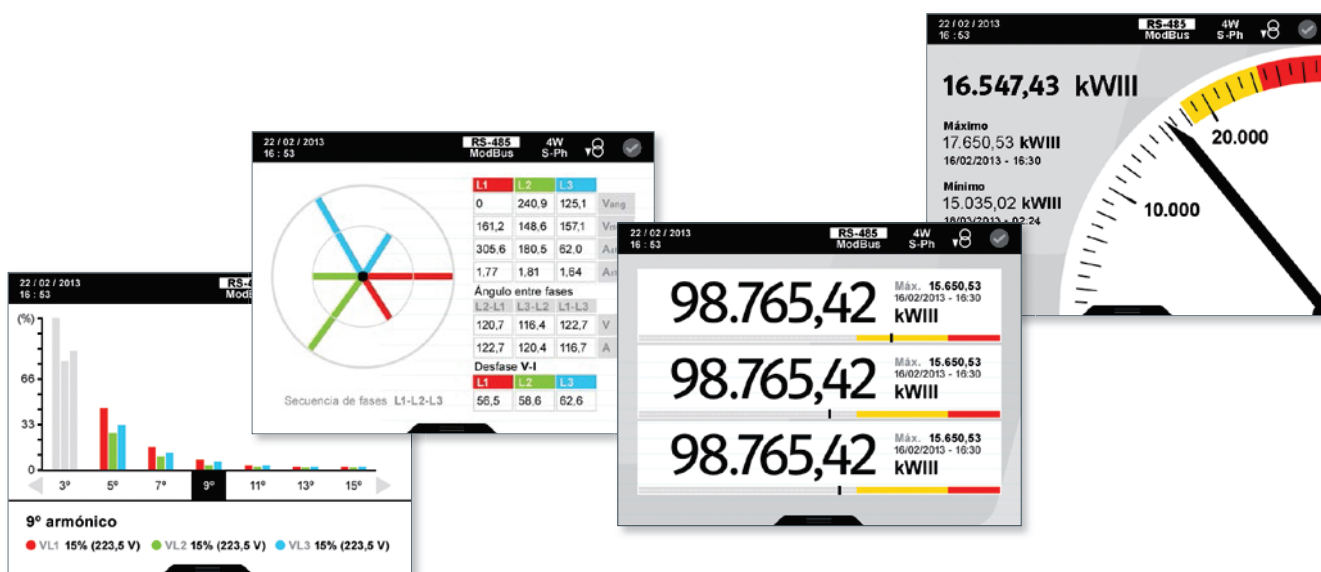 22 / 02 / 2013
16 : 53
RS-485
ModBus
4W
S-Ph
16.547,43 kWIII
Máximo
17.650,53 kWIII
16/02/2013 - 16:30
Mínimo
15.035,02 kWIII
20.000
10.000
22 / 02 / 2013
16 : 53
RS-485
ModBus
4W
S-Ph
L1 L2 L3
0 240,9 125,1 Vang
161,2 148,6 157,1
305,6 180,5 62,0
1,77 1,81 1,64
Ángulo entre fases
L2-L1 L3-L2 L1-L3
120,7 116,4 122,7 V
122,7 120,4 116,7 A
Desfase V-I
L1 L2 L3
56,5 58,6 62,6
Secuencia de fases L1-L2-L3
22 / 02 / 2013
16 : 53
RS-485
ModBus
4W
S-Ph
98.765,42
Máx. 15.650,53
16/02/2013 - 16:30
kWIII
98.765,42
Máx. 15.650,53
16/02/2013 - 16:30
kWIII
98.765,42
Máx. 15.650,53
16/02/2013 - 16:30
kWIII
22 / 02 / 2013
16 : 53
(%)
66
33
0
3º 5º 7º 9º 11º 13º 15º
9º armónico
VL1 15% (223,5 V) VL2 15% (223,5 V) VL3 15% (223,5 V)